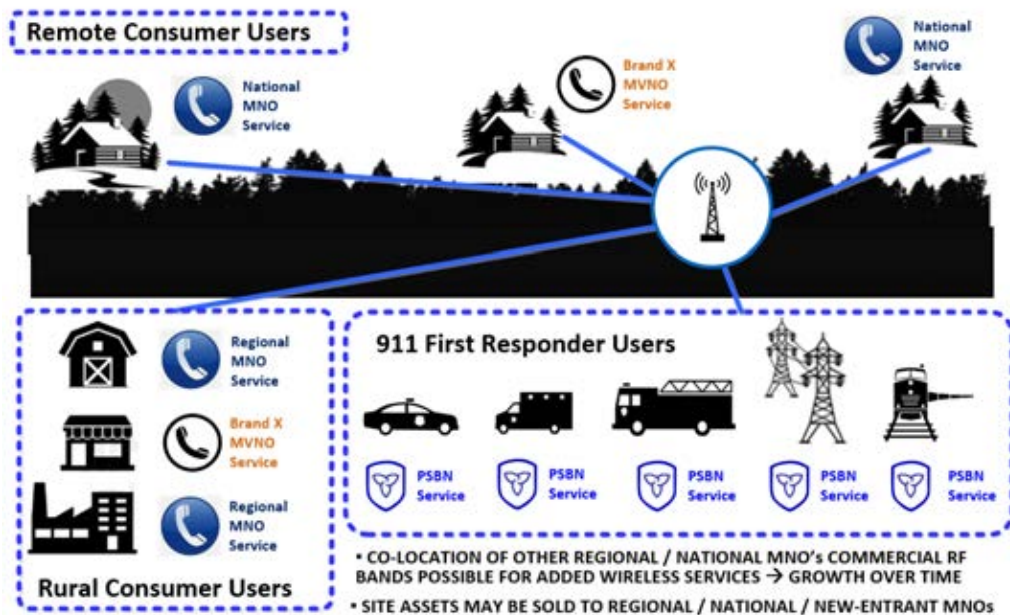 Remote Consumer Users
National
MNO
Service
Brand X
MVNO
Service
National
MNO
Service
Regional
MNO
Service
Brand X
MVNO
Service
Regional
MNO
Service
Rural Consumer Users
911 First Responder Users
PSBN
Service
PSBN
Service
PSBN
Service
PSBN
Service
PSBN
Service
▪ CO-LOCATION OF OTHER REGIONAL / NATIONAL MNO's COMMERCIAL RF
BANDS POSSIBLE FOR ADDED WIRELESS SERVICES → GROWTH OVER TIME
▪ SITE ASSETS MAY BE SOLD TO REGIONAL / NATIONAL / NEW-ENTRANT MNOs